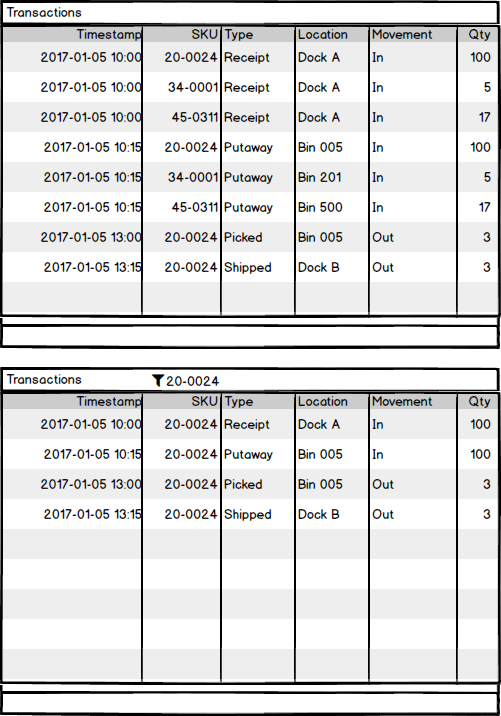 Transactions
Timestamp SKU Type Location Movement Qty
2017-01-05 10:00 20-0024 Receipt Dock A In 100
2017-01-05 10:00 34-0001 Receipt Dock A In 5
2017-01-05 10:00 45-0311 Receipt Dock A In 17
2017-01-05 10:15 20-0024 Putaway Bin 005 In 100
2017-01-05 10:15 34-0001 Putaway Bin 201 In 5
2017-01-05 10:15 45-0311 Putaway Bin 500 In 17
2017-01-05 13:00 20-0024 Picked Bin 005 Out 3
2017-01-05 13:15 20-0024 Shipped Dock B Out 3
Transactions 20-0024
Timestamp SKU Type Location Movement Qty
2017-01-05 10:00 20-0024 Receipt Dock A In 100
2017-01-05 10:15 20-0024 Putaway Bin 005 In 100
2017-01-05 13:00 20-0024 Picked Bin 005 Out 3
2017-01-05 13:15 20-0024 Shipped Dock B Out 3